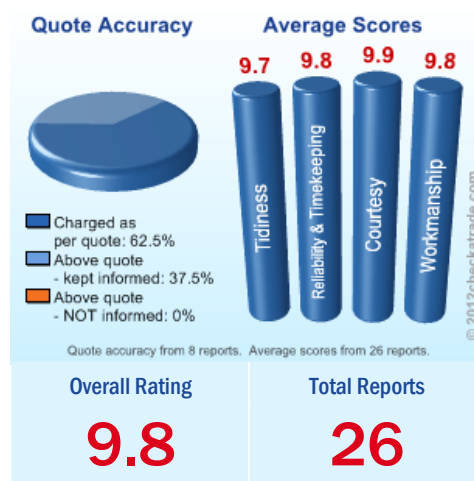 Quote Accuracy
Average Scores
9.7
9.8
9.9
9.8
Tidiness
Reliability & Timekeeping
Courtesy
Workmanship
Charged as
per quote: 62.5%
Above quote
- kept informed: 37.5%
Above quote
- NOT informed: 0%
© 2012checkatrade.com
Quote accuracy from 8 reports. Average scores from 26 reports.
Overall Rating
Total Reports
9.8
26